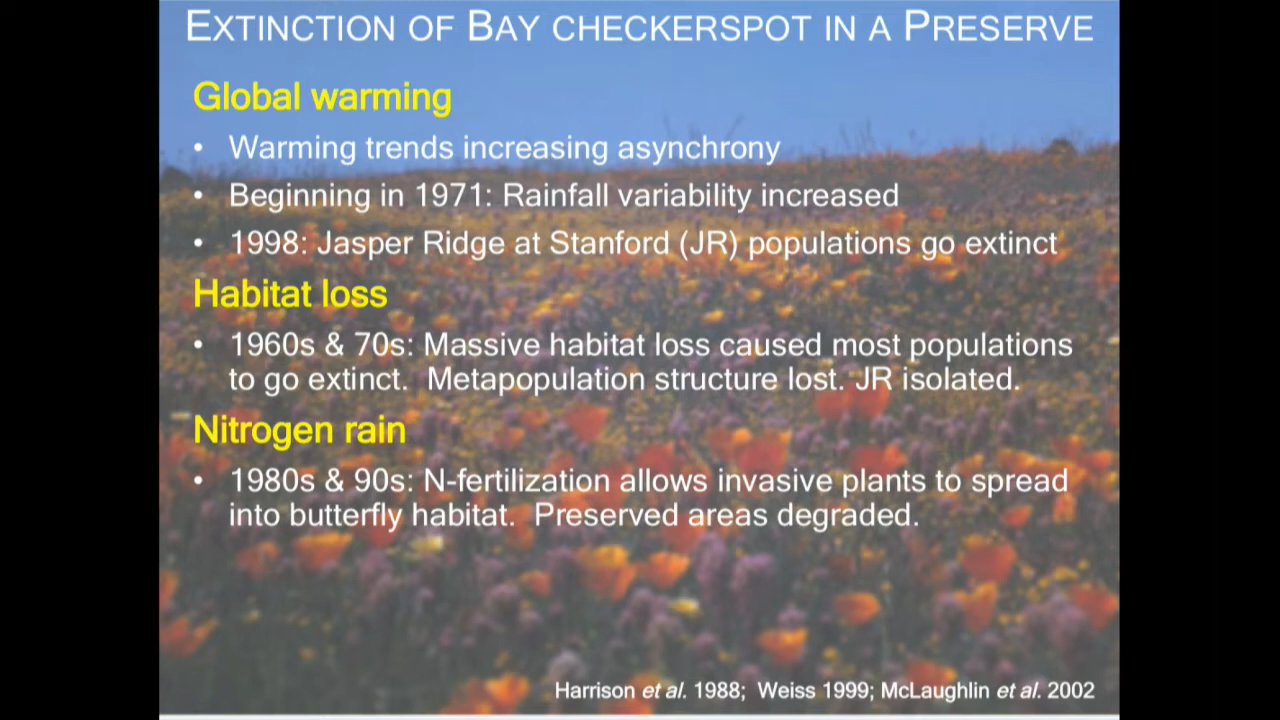 EXTINCTION OF BAY CHECKERSPOT IN A PRESERVE
Global warming
• Warming trends increasing asynchrony
• Beginning in 1971: Rainfall variability increased
• 1998: Jasper Ridge at Stanford (JR) populations go extinct
Habitat loss
• 1960s & 70s: Massive habitat loss caused most populations
to go extinct. Metapopulation structure lost. JR isolated.
Nitrogen rain
• 1980s & 90s: N-fertilization allows invasive plants to spread
into butterfly habitat. Preserved areas degraded.
Harrison et al. 1988; Weiss 1999; McLaughlin et al. 2002